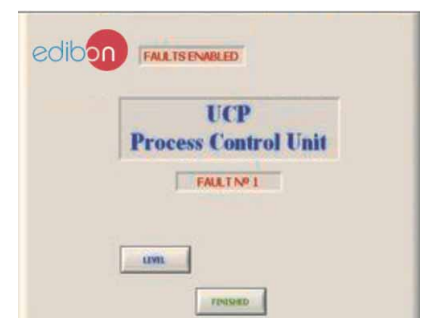 edibon
FAULTS ENABLED
UCP
Process Control Unit
FAULT Nº 1
LEVEL
FINISHED